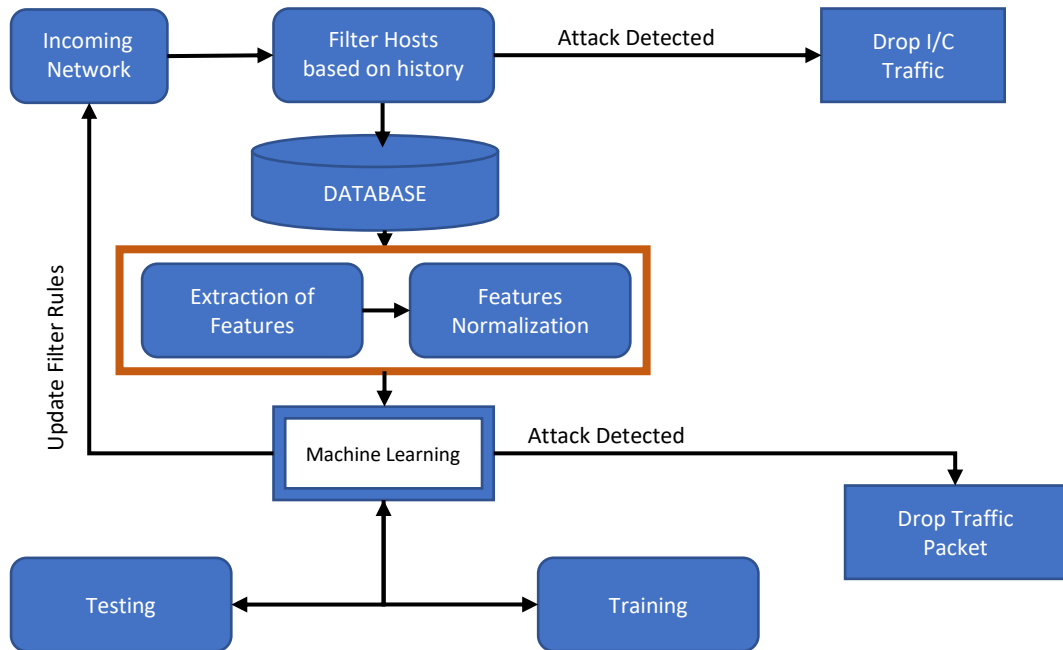 Incoming
Network
Filter Hosts
based on history
Attack Detected
Drop I/C
Traffic
DATABASE
Extraction of
Features
Features
Normalization
Update Filter Rules
Machine Learning
Attack Detected
Drop Traffic
Packet
Testing
Training